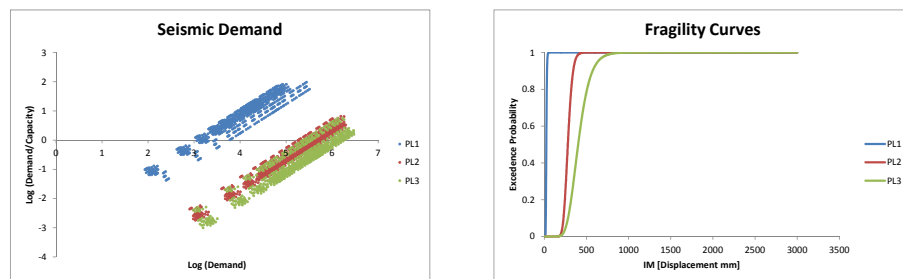 Seismic Demand
3
2
1
0
-1
-2
-3
-4
0 1 2 3 4 5 6 7
Log (Demand/Capacity)
Log (Demand)
PL1
PL2
PL3
Fragility Curves
1
0.8
0.6
0.4
0.2
0
0 500 1000 1500 2000 2500 3000 3500
Excedence Probability
IM [Displacement mm]
PL1
PL2
PL3